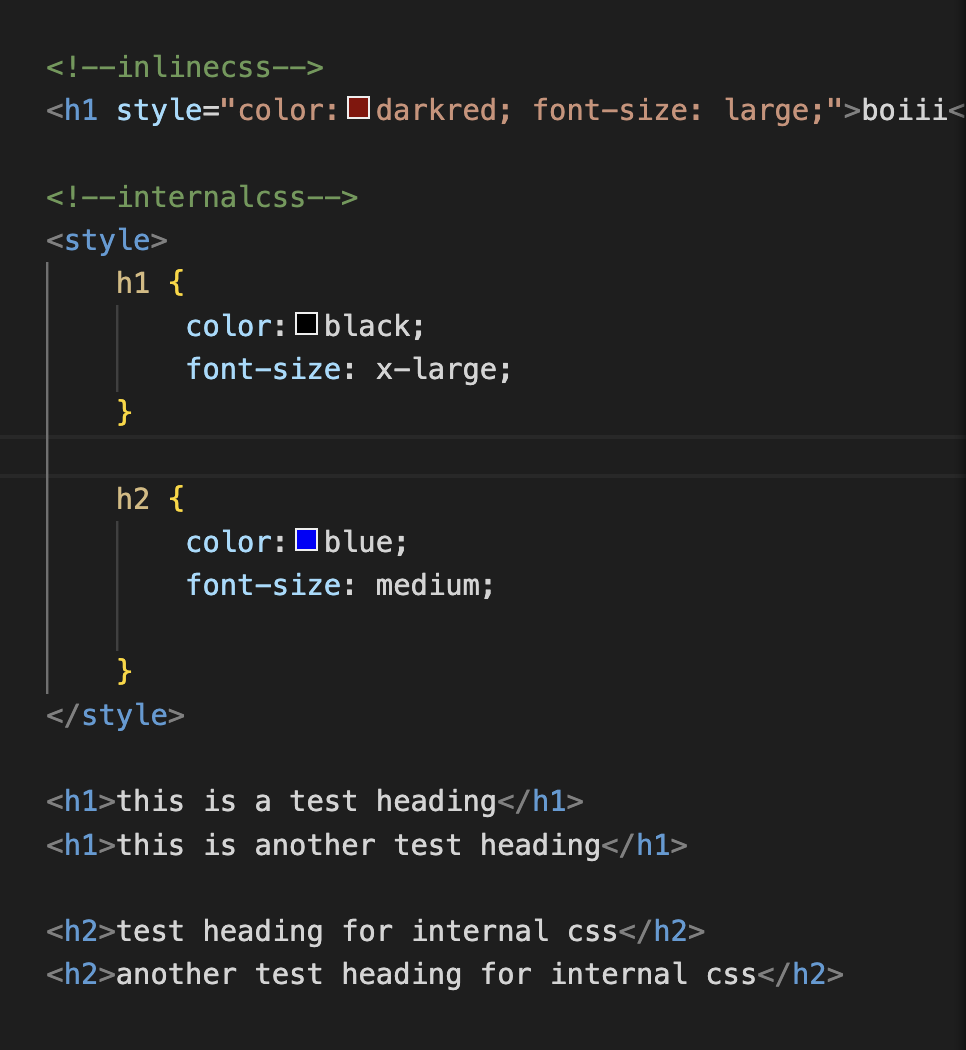 <!--inlinecss-->
<h1 style="color: darkred; font-size: large;">boiii<
<!--internalcss-->
<style>
h1 {
color: black;
font-size: x-large;
}
h2 {
color: blue;
font-size: medium;
}
</style>
<h1>this is a test heading</h1>
<h1>this is another test heading</h1>
<h2>test heading for internal css</h2>
<h2>another test heading for internal css</h2>